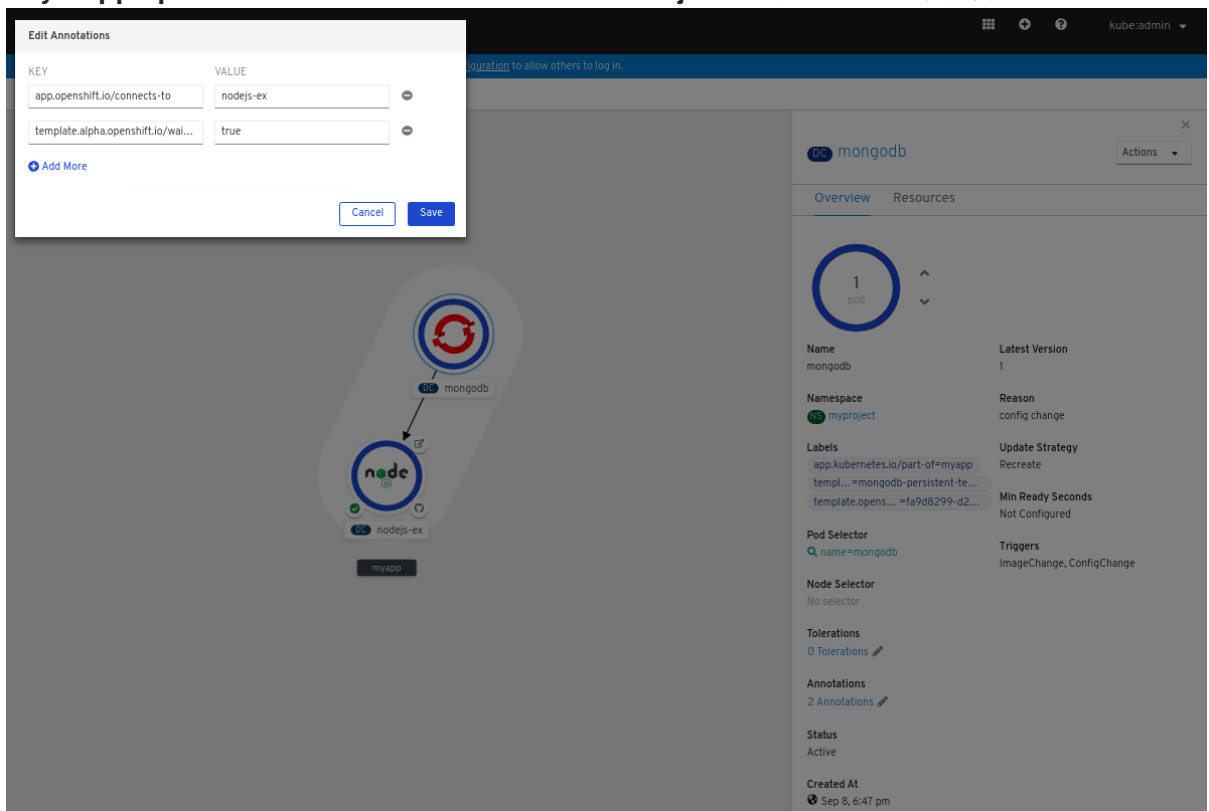 Edit Annotations
kube:admin
KEY VALUE
iguration to allow others to log in.
app.openshift.io/connects-to nodejs-ex
template.alpha.openshift.io/wai... true
Add More
Cancel Save
DC mongodb
Actions
Overview Resources
1
pod
DC mongodb
node
JS
DC nodejs-ex
myapp
Name
mongodb
Latest Version
1
Namespace
NS myproject
Reason
config change
Labels
app.kubernetes.io/part-of=myapp
templ...=mongodb-persistent-te...
template.opens... =fa9d8299-d2...
Update Strategy
Recreate
Min Ready Seconds
Not Configured
Pod Selector
name=mongodb
Triggers
ImageChange, ConfigChange
Node Selector
No selector
Tolerations
0 Tolerations
Annotations
2 Annotations
Status
Active
Created At
Sep 8, 6:47 pm